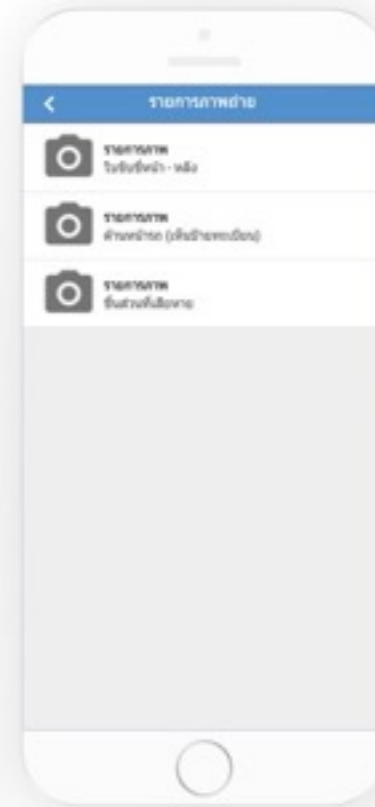 รายการภาพถ่าย
รายการภาพ
ใบขับขี่หน้า - หลัง
รายการภาพ
ด้านหน้ารถ (เห็นป้ายทะเบียน)
รายการภาพ
ชิ้นส่วนที่เสียหาย